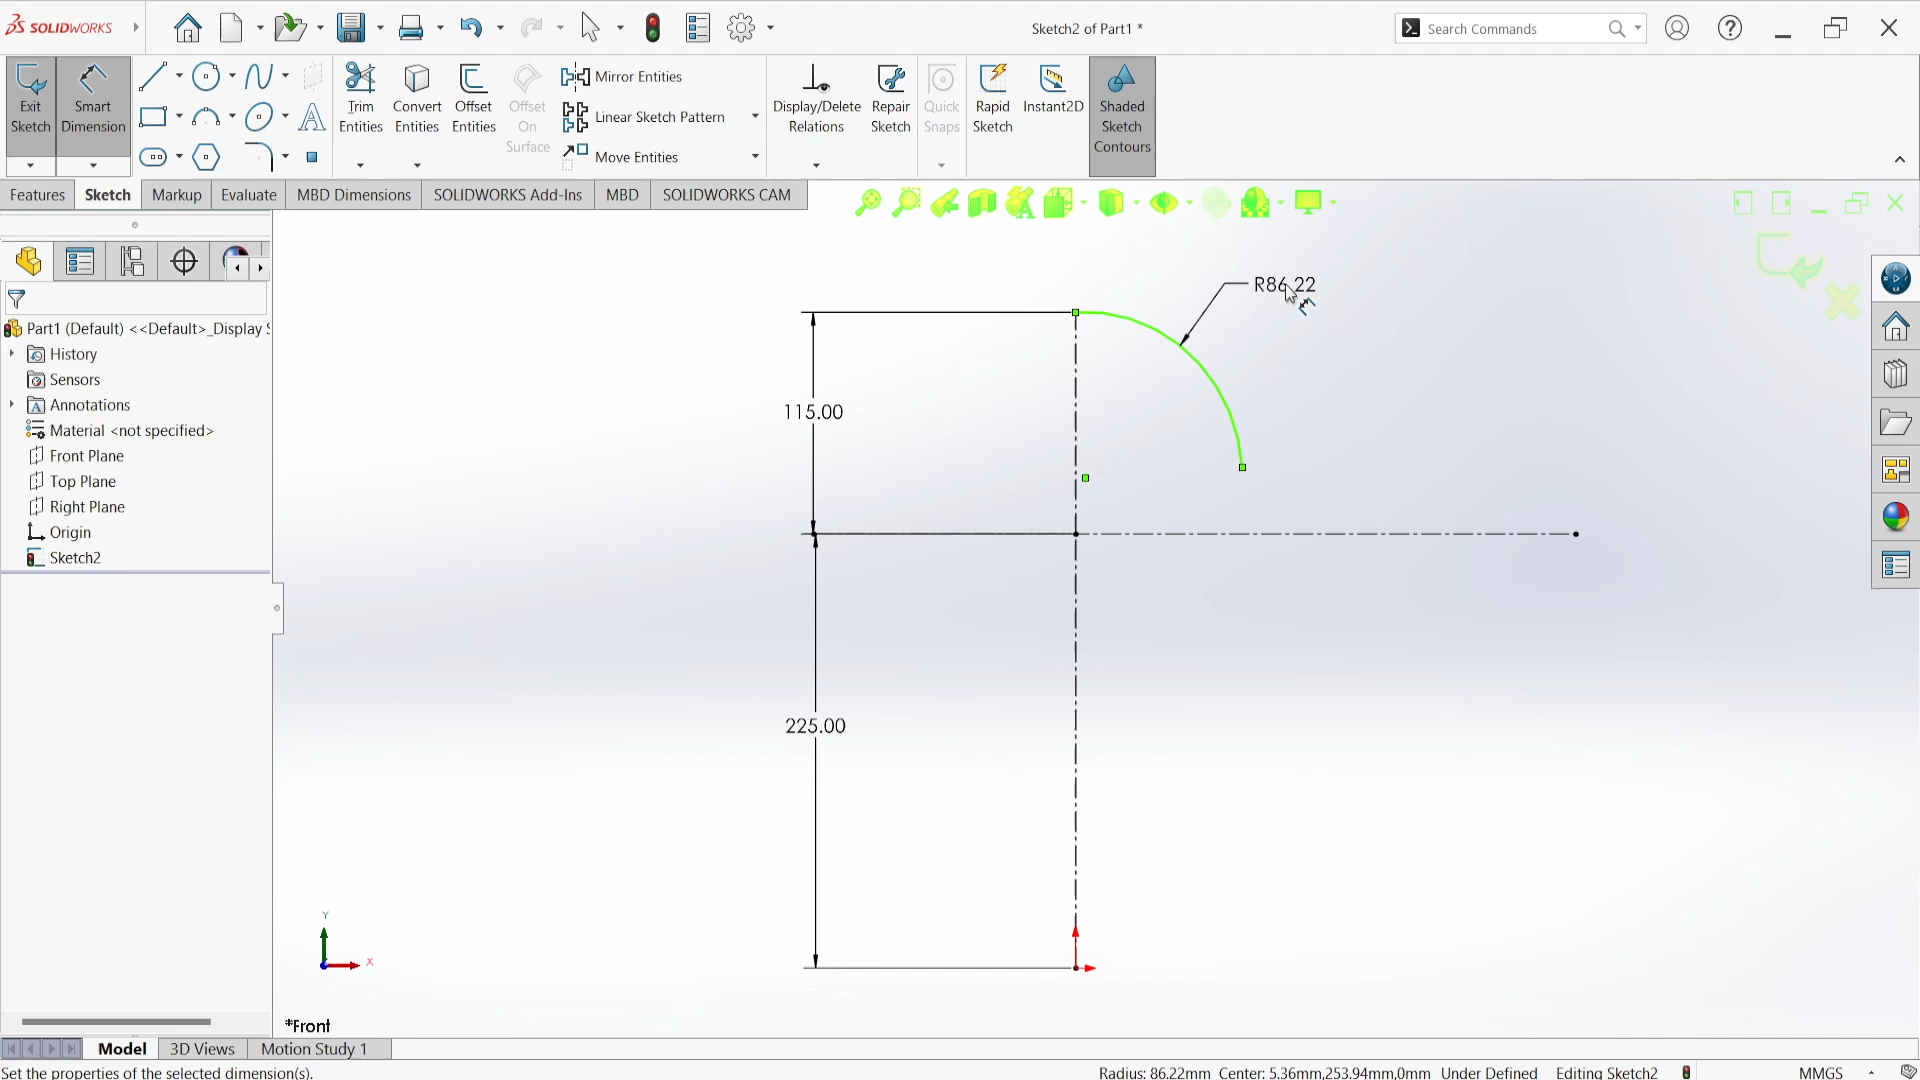 SOLIDWORKS
Sketch2 of Part1 *
Search Commands
Exit Sketch
Smart Dimension
Trim Entities
Convert Entities
Offset Entities
Offset On Surface
Mirror Entities
Linear Sketch Pattern
Move Entities
Display/Delete Relations
Repair Sketch
Quick Snaps
Rapid Sketch
Instant2D
Shaded Sketch Contours
Features
Sketch
Markup
Evaluate
MBD Dimensions
SOLIDWORKS Add-Ins
MBD
SOLIDWORKS CAM
Part1 (Default) <<Default>_Display S
History
Sensors
Annotations
Material <not specified>
Front Plane
Top Plane
Right Plane
Origin
Sketch2
R86.22
115.00
225.00
Y
X
*Front
Model
3D Views
Motion Study 1
Set the properties of the selected dimension(s).
Radius: 86.22mm Center: 5.36mm,253.94mm,0mm Under Defined Editing Sketch2 MMGS